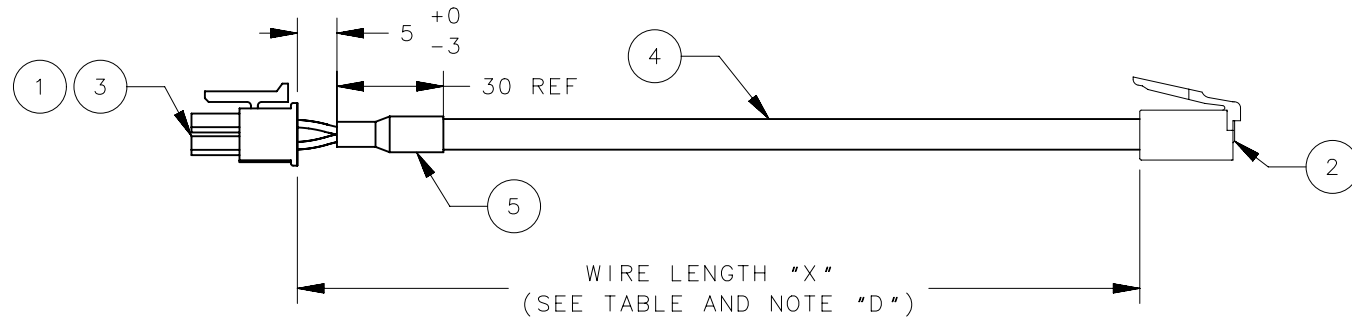 5 +0 -3
30 REF
1
3
4
2
5
WIRE LENGTH "X"
(SEE TABLE AND NOTE "D")